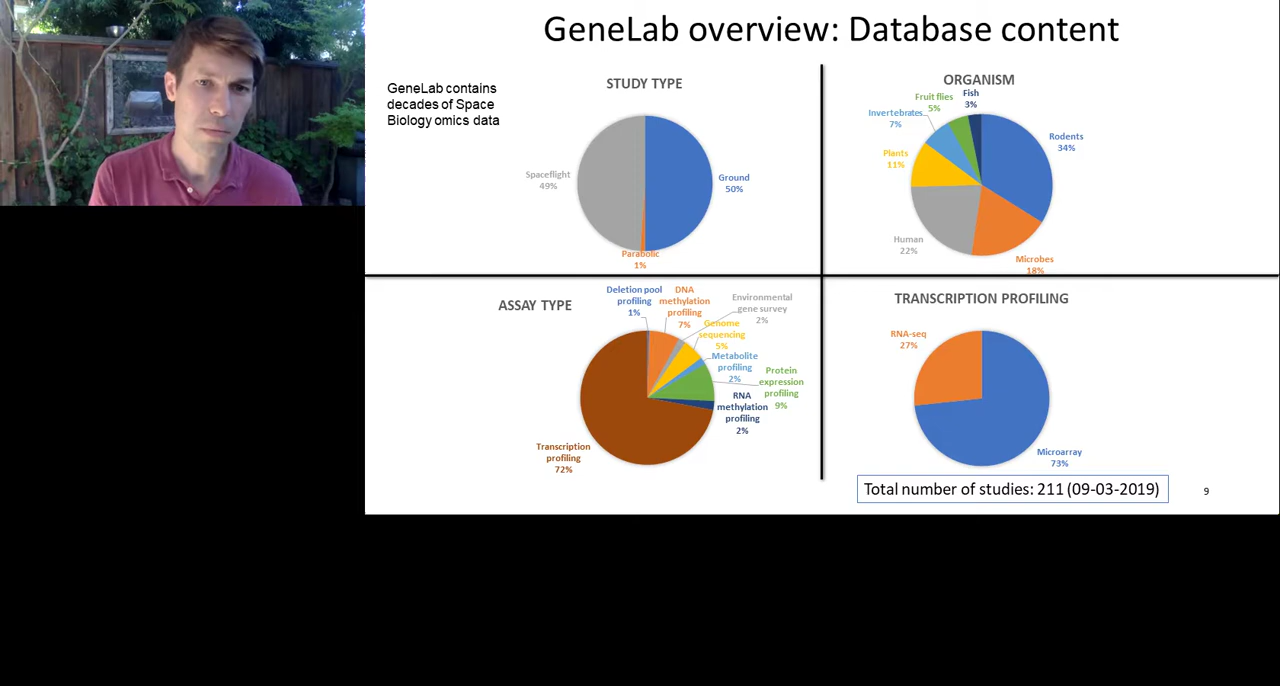 GeneLab overview: Database content
GeneLab contains
decades of Space
Biology omics data
STUDY TYPE
Spaceflight
49%
Ground
50%
Parabolic
1%
ORGANISM
Fish
3%
Fruit flies
5%
Invertebrates
7%
Plants
11%
Rodents
34%
Human
22%
Microbes
18%
ASSAY TYPE
Deletion pool
profiling
1%
DNA
methylation
profiling
7%
Environmental
gene survey
2%
Genome
sequencing
5%
Metabolite
profiling
2%
Protein
expression
profiling
9%
RNA
methylation
profiling
2%
Transcription
profiling
72%
TRANSCRIPTION PROFILING
RNA-seq
27%
Microarray
73%
Total number of studies: 211 (09-03-2019)
9